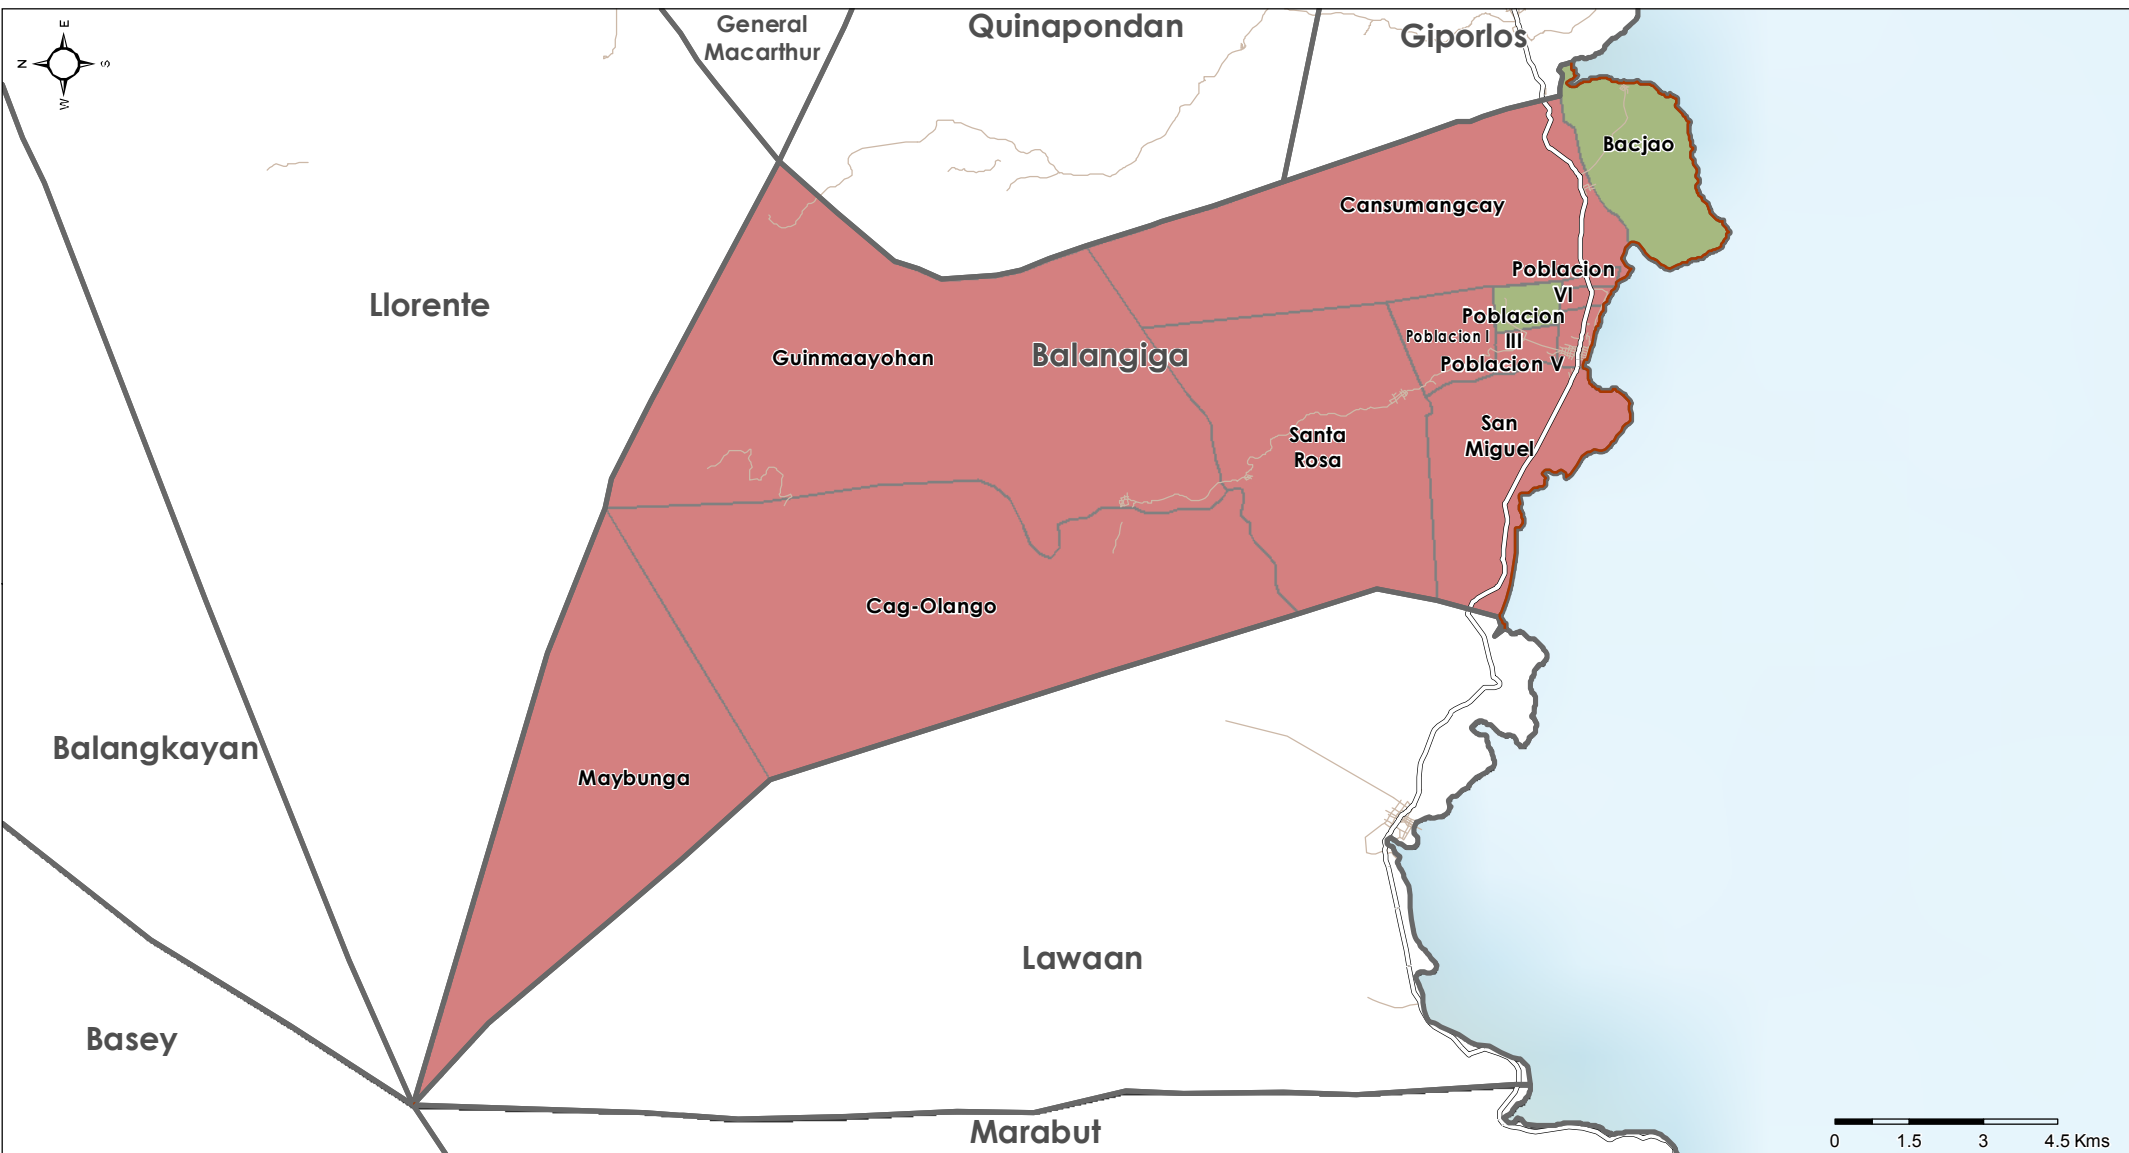 General
Macarthur
Quinapondan
Giporlos
E
N
S
W
Bacjao
Cansumangcay
Poblacion
VI
Llorente
Poblacion
Poblacion I
III
Guinmaayohan
Balangiga
Poblacion V
San
Miguel
Santa
Rosa
Cag-Olango
Balangkayan
Maybunga
Lawaan
Basey
Marabut
0 1.5 3 4.5 Kms